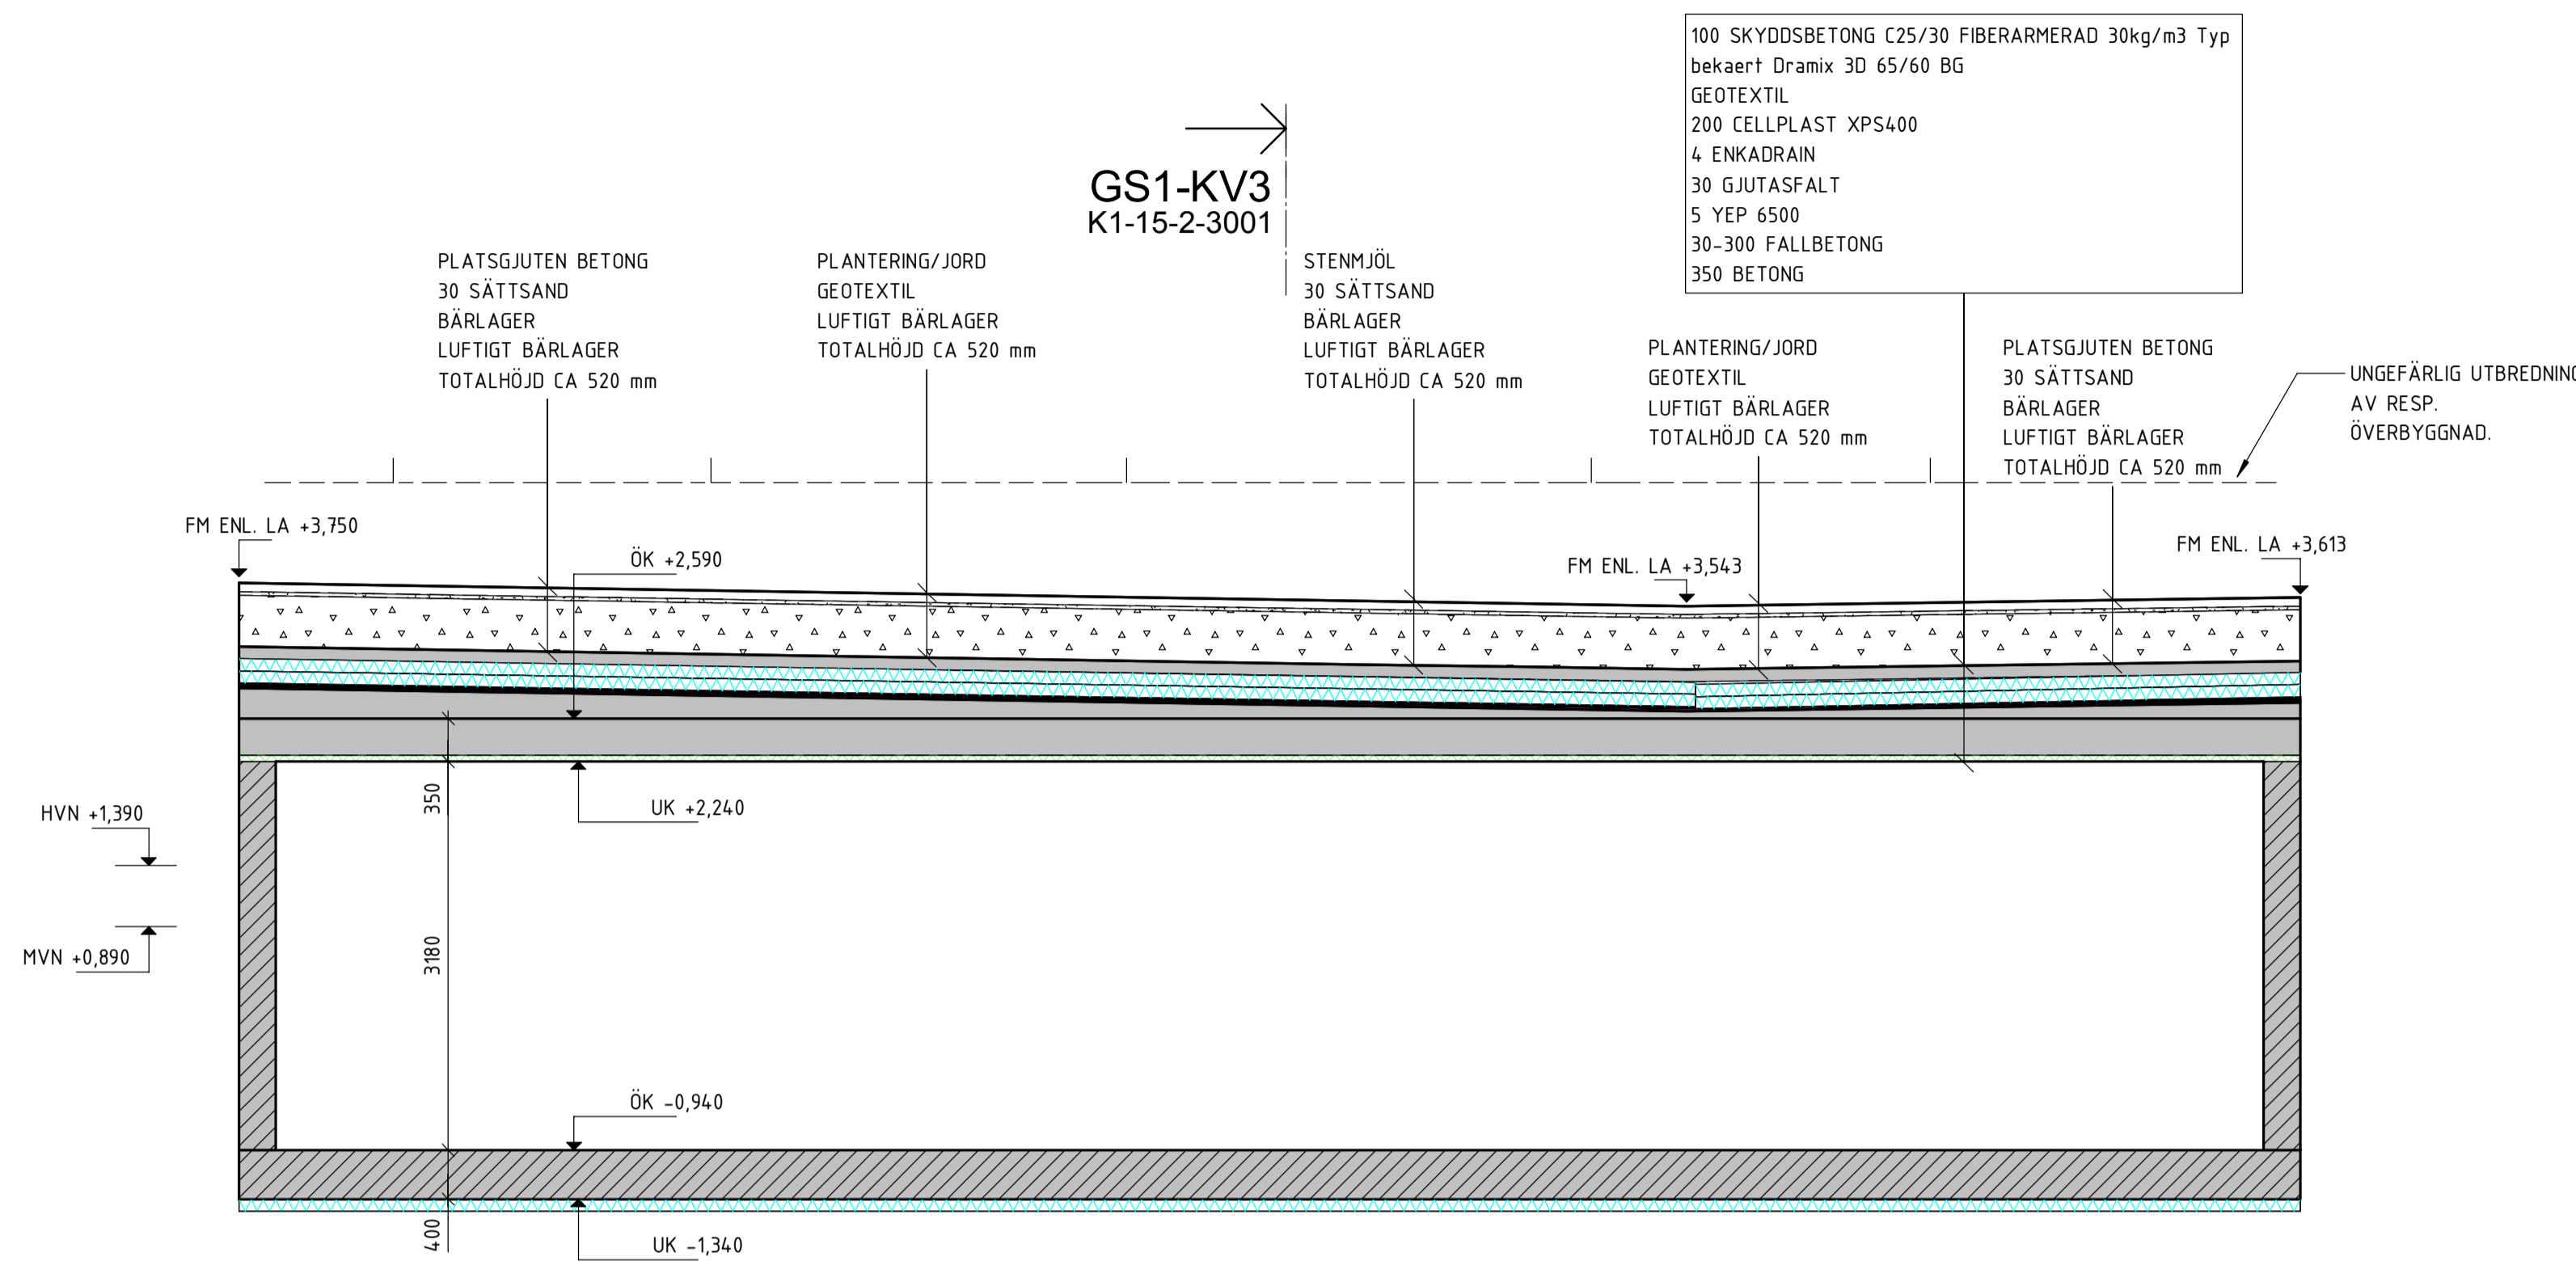 100 SKYDDSBETONG C25/30 FIBERARMERAD 30kg/m3 Typ
bekaert Dramix 3D 65/60 BG
GEOTEXTIL
200 CELLPLAST XPS400
4 ENKADRAIN
30 GJUTASFALT
5 YEP 6500
30-300 FALLBETONG
350 BETONG
GS1-KV3
K1-15-2-3001
PLATSGJUTEN BETONG
30 SÄTTSAND
BÄRLAGER
LUFTIGT BÄRLAGER
TOTALHÖJD CA 520 mm
PLANTERING/JORD
GEOTEXTIL
LUFTIGT BÄRLAGER
TOTALHÖJD CA 520 mm
STENMJÖL
30 SÄTTSAND
BÄRLAGER
LUFTIGT BÄRLAGER
TOTALHÖJD CA 520 mm
PLANTERING/JORD
GEOTEXTIL
LUFTIGT BÄRLAGER
TOTALHÖJD CA 520 mm
PLATSGJUTEN BETONG
30 SÄTTSAND
BÄRLAGER
LUFTIGT BÄRLAGER
TOTALHÖJD CA 520 mm
UNGEFÄRLIG UTBREDNING
AV RESP.
ÖVERBYGGNAD.
FM ENL. LA +3,750
ÖK +2,590
FM ENL. LA +3,543
FM ENL. LA +3,613
350
UK +2,240
HVN +1,390
MVN +0,890
3180
ÖK -0,940
400
UK -1,340